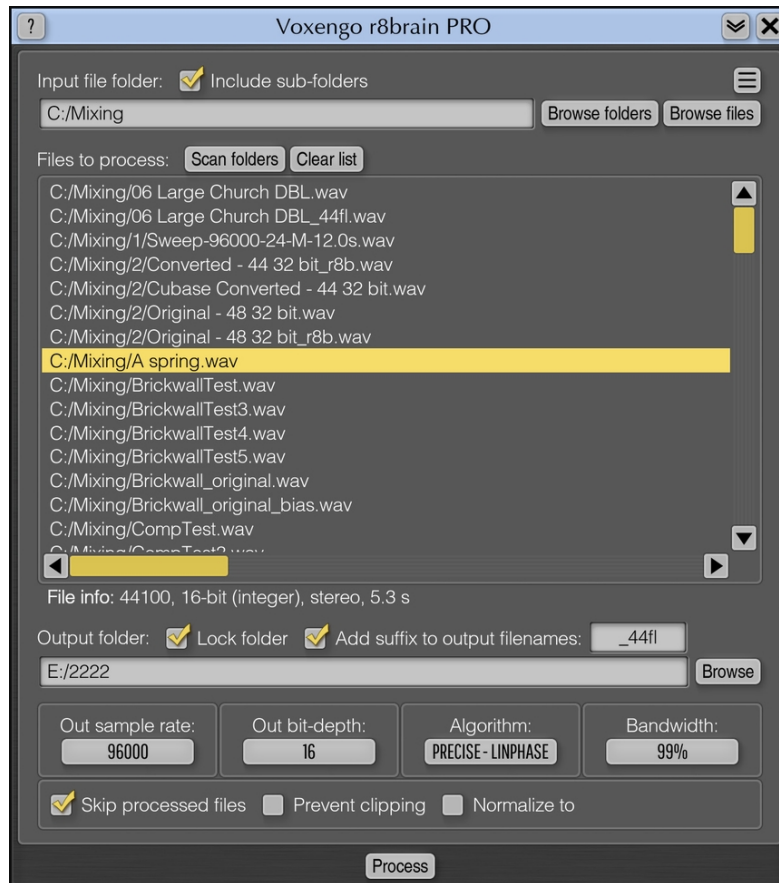 ? Voxengo r8brain PRO
Input file folder: Include sub-folders
C:/Mixing Browse folders Browse files
Files to process: Scan folders Clear list
C:/Mixing/06 Large Church DBL.wav
C:/Mixing/06 Large Church DBL_44fl.wav
C:/Mixing/1/Sweep-96000-24-M-12.0s.wav
C:/Mixing/2/Converted - 44 32 bit_r8b.wav
C:/Mixing/2/Cubase Converted - 44 32 bit.wav
C:/Mixing/2/Original - 48 32 bit.wav
C:/Mixing/2/Original - 48 32 bit_r8b.wav
C:/Mixing/A spring.wav
C:/Mixing/BrickwallTest.wav
C:/Mixing/BrickwallTest3.wav
C:/Mixing/BrickwallTest4.wav
C:/Mixing/BrickwallTest5.wav
C:/Mixing/Brickwall_original.wav
C:/Mixing/Brickwall_original_bias.wav
C:/Mixing/CompTest.wav
File info: 44100, 16-bit (integer), stereo, 5.3 s
Output folder: Lock folder Add suffix to output filenames: _44fl
E:/2222 Browse
Out sample rate: Out bit-depth: Algorithm: Bandwidth:
96000 16 PRECISE - LINPHASE 99%
Skip processed files Prevent clipping Normalize to
Process